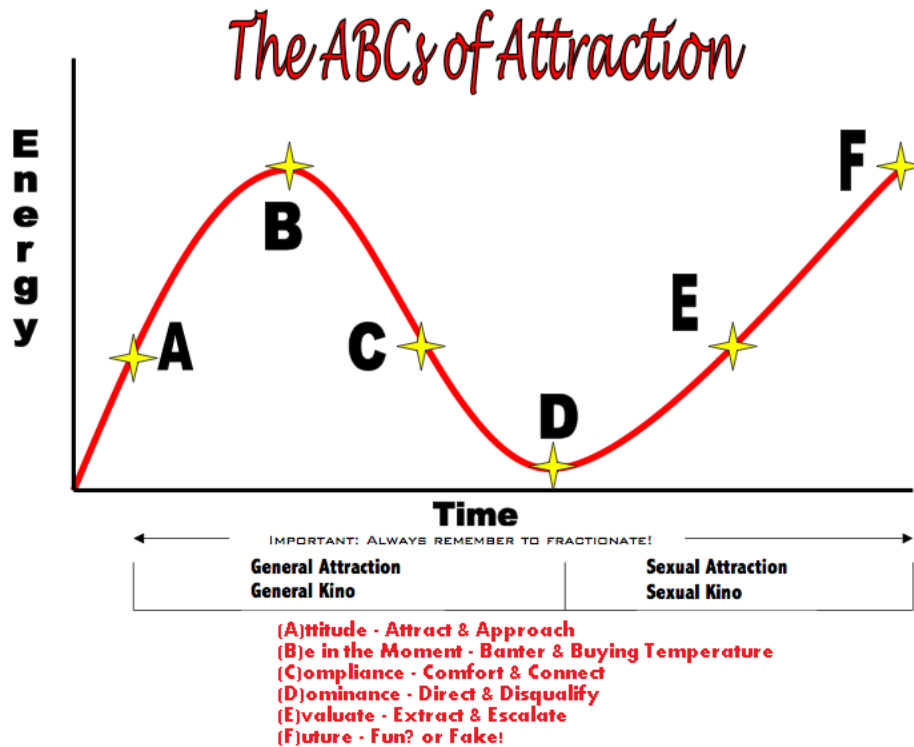 The ABCs of Attraction
Energy
A
B
C
D
E
F
Time
IMPORTANT: ALWAYS REMEMBER TO FRACTIONATE!
General Attraction
General Kino
Sexual Attraction
Sexual Kino
(A)ttitude - Attract & Approach
(B)e in the Moment - Banter & Buying Temperature
(C)ompliance - Comfort & Connect
(D)ominance - Direct & Disqualify
(E)valuate - Extract & Escalate
(F)uture - Fun? or Fake!